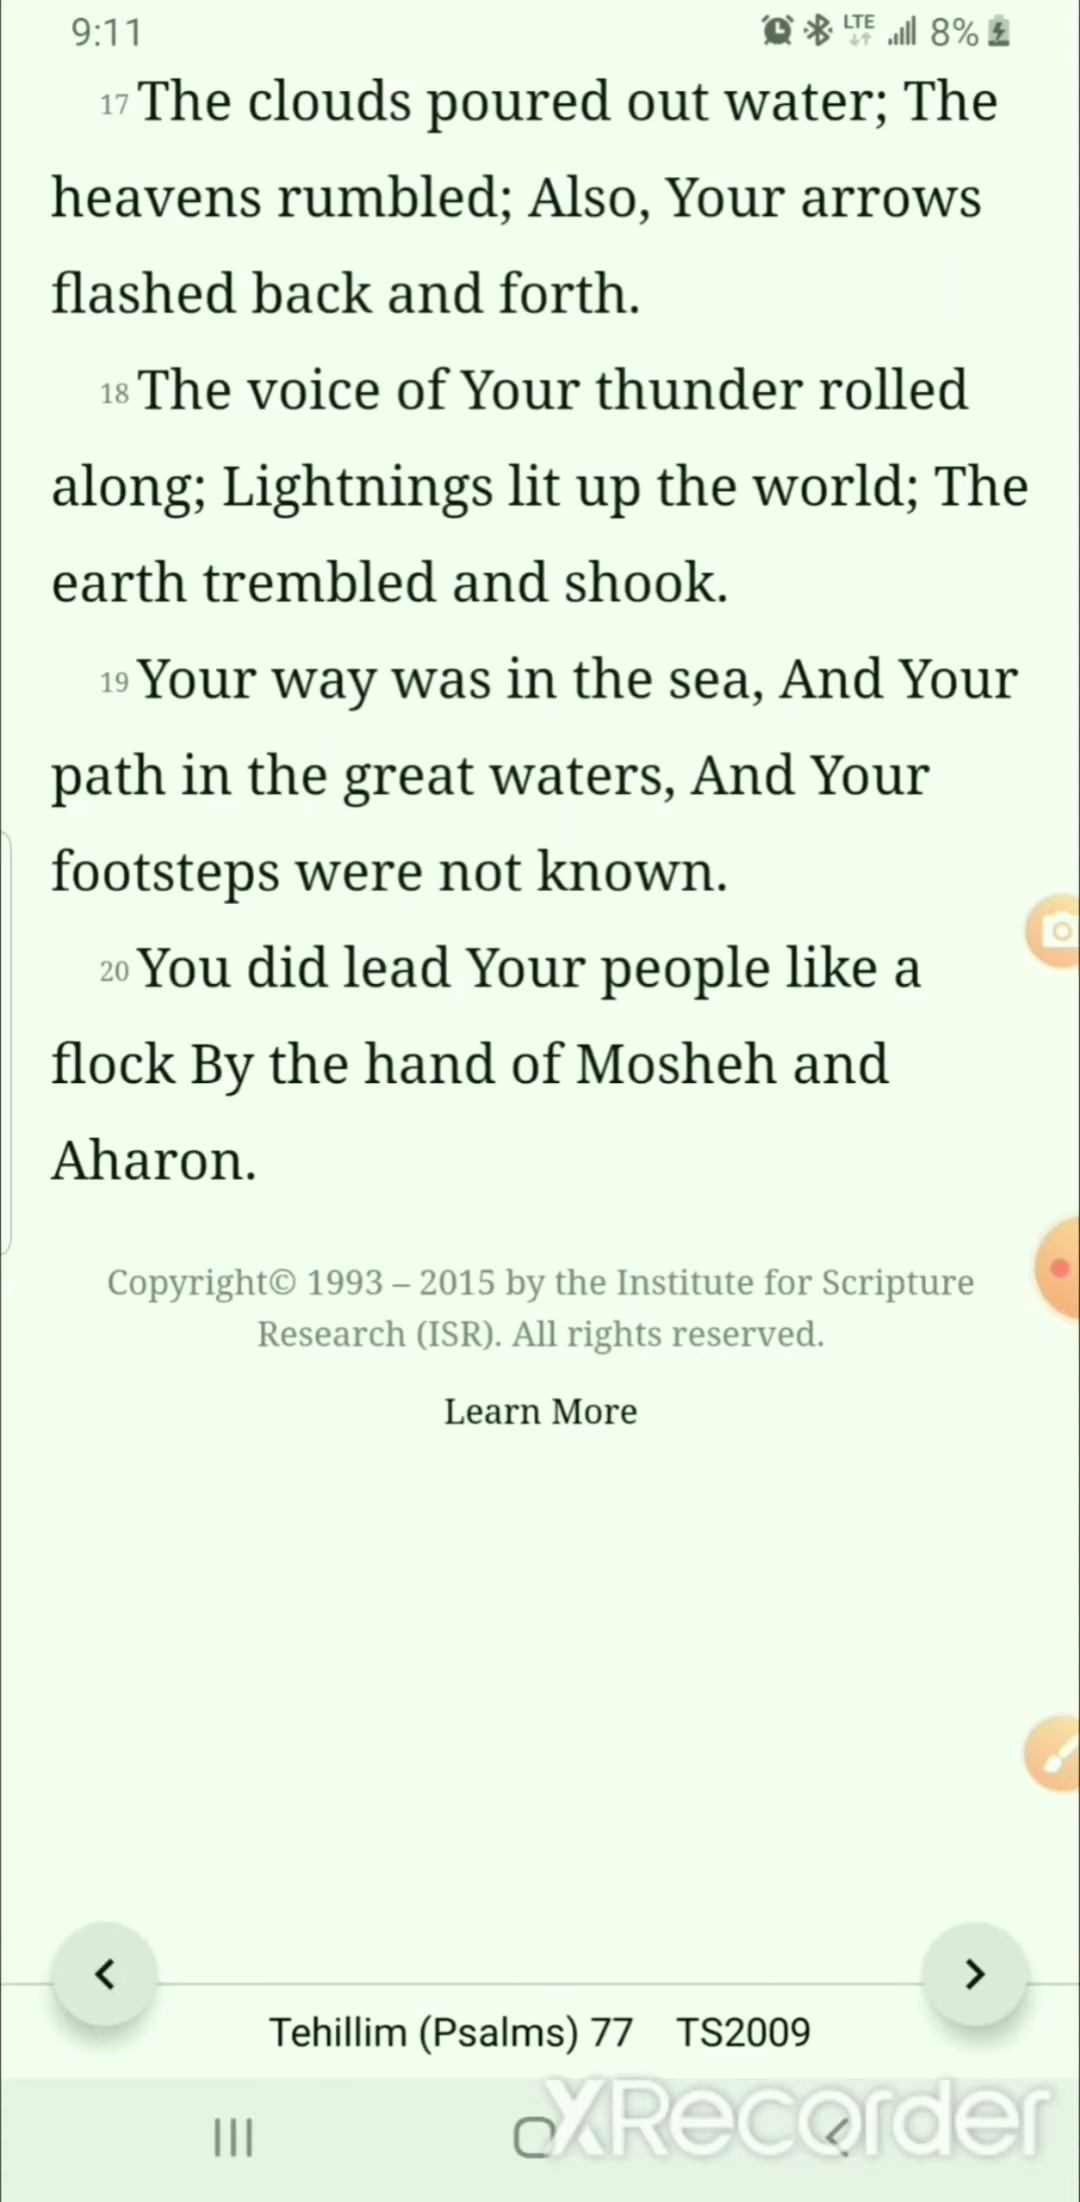 9:11 LTE 8%
17 The clouds poured out water; The
heavens rumbled; Also, Your arrows
flashed back and forth.
18 The voice of Your thunder rolled
along; Lightnings lit up the world; The
earth trembled and shook.
19 Your way was in the sea, And Your
path in the great waters, And Your
footsteps were not known.
20 You did lead Your people like a
flock By the hand of Mosheh and
Aharon.
Copyright© 1993 – 2015 by the Institute for Scripture
Research (ISR). All rights reserved.
Learn More
Tehillim (Psalms) 77 TS2009
XRecorder